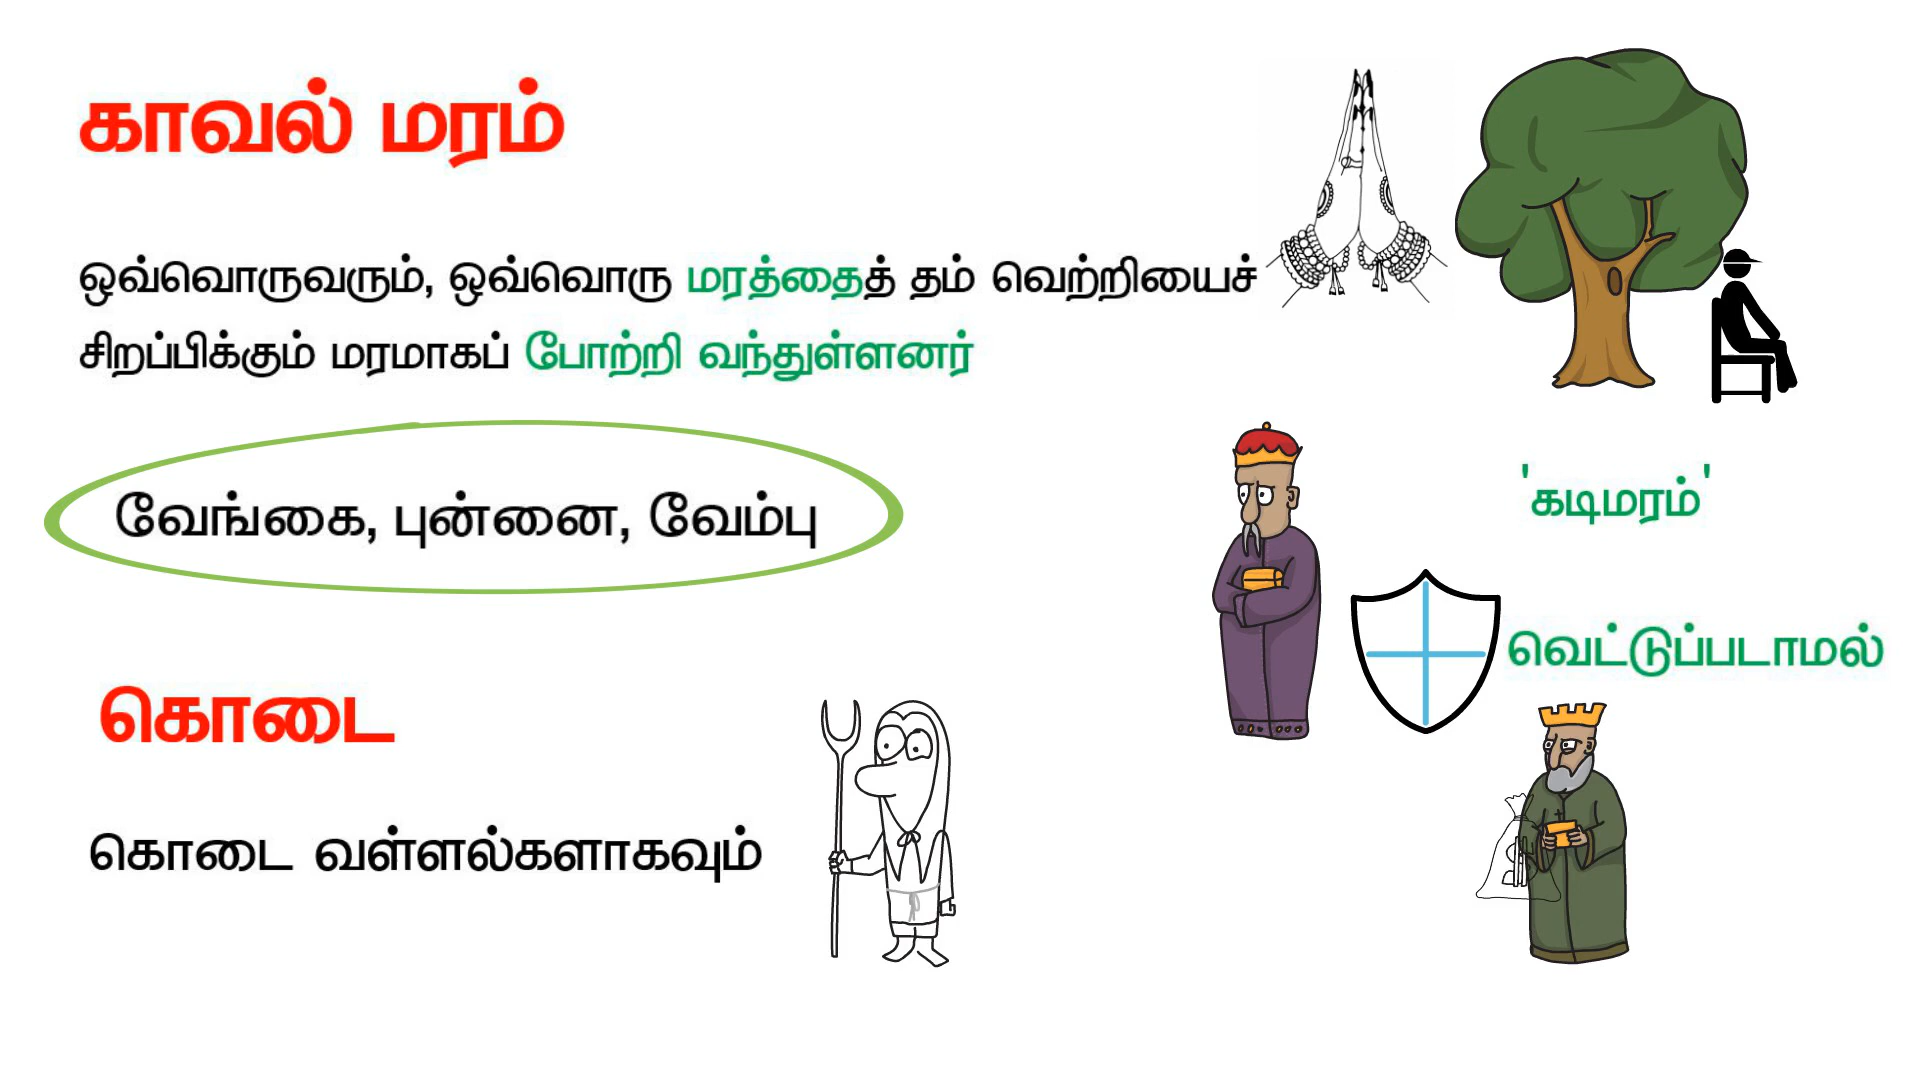 காவல் மரம்
ஒவ்வொருவரும், ஒவ்வொரு மரத்தைத் தம் வெற்றியைச்
சிறப்பிக்கும் மரமாகப் போற்றி வந்துள்ளனர்
வேங்கை, புன்னை, வேம்பு
'கடிமரம்'
வெட்டுப்படாமல்
கொடை
கொடை வள்ளல்களாகவும்